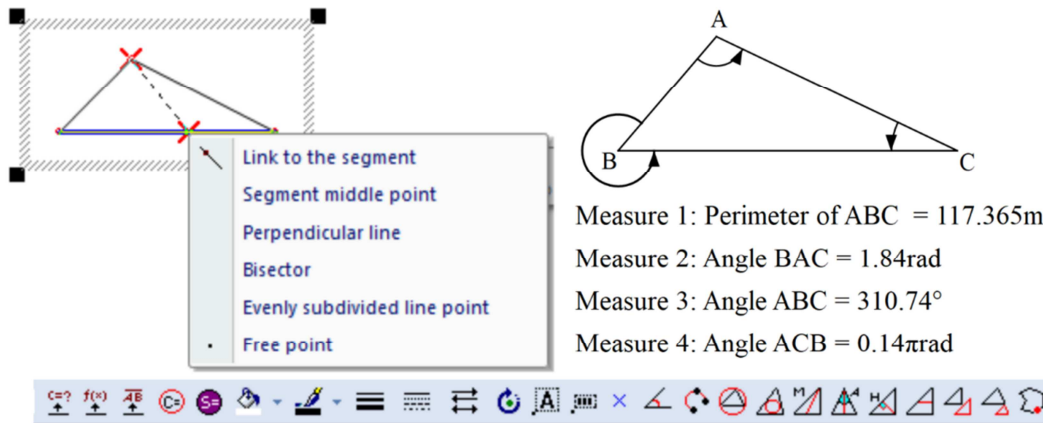 A
B
C
Link to the segment
Segment middle point
Perpendicular line
Bisector
Evenly subdivided line point
Free point
Measure 1: Perimeter of ABC = 117.365m
Measure 2: Angle BAC = 1.84rad
Measure 3: Angle ABC = 310.74°
Measure 4: Angle ACB = 0.14πrad
C=? f(x) AB C= S= A M H